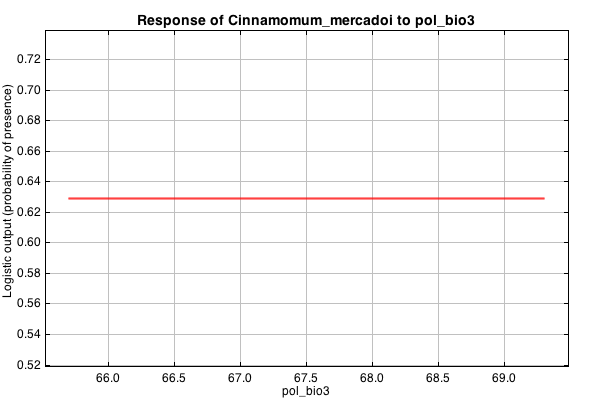 Response of Cinnamomum_mercadoi to pol_bio3
Logistic output (probability of presence)
0.72
0.70
0.68
0.66
0.64
0.62
0.60
0.58
0.56
0.54
0.52
66.0 66.5 67.0 67.5 68.0 68.5 69.0
pol_bio3